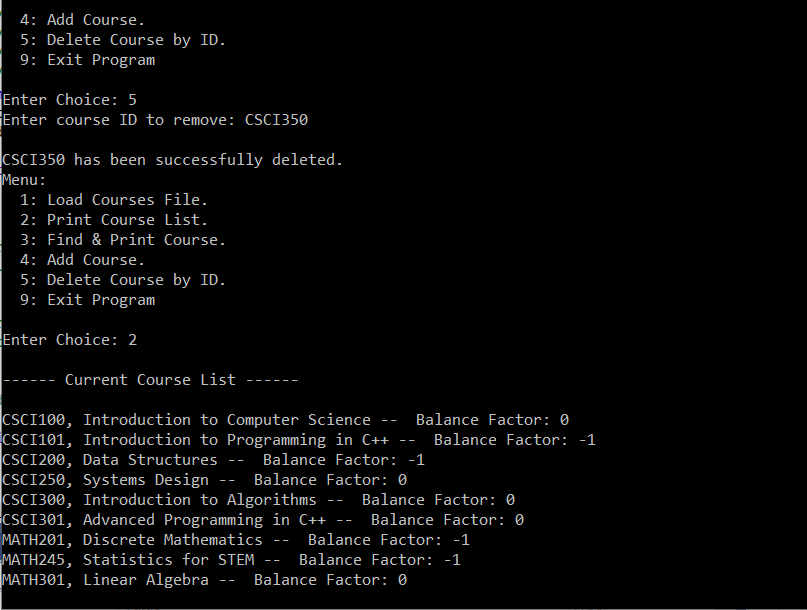 4: Add Course.
5: Delete Course by ID.
9: Exit Program
Enter Choice: 5
Enter course ID to remove: CSCI350
CSCI350 has been successfully deleted.
Menu:
1: Load Courses File.
2: Print Course List.
3: Find & Print Course.
4: Add Course.
5: Delete Course by ID.
9: Exit Program
Enter Choice: 2
------ Current Course List ------
CSCI100, Introduction to Computer Science --  Balance Factor: 0
CSCI101, Introduction to Programming in C++ --  Balance Factor: -1
CSCI200, Data Structures --  Balance Factor: -1
CSCI250, Systems Design --  Balance Factor: 0
CSCI300, Introduction to Algorithms --  Balance Factor: 0
CSCI301, Advanced Programming in C++ --  Balance Factor: 0
MATH201, Discrete Mathematics --  Balance Factor: -1
MATH245, Statistics for STEM --  Balance Factor: -1
MATH301, Linear Algebra --  Balance Factor: 0